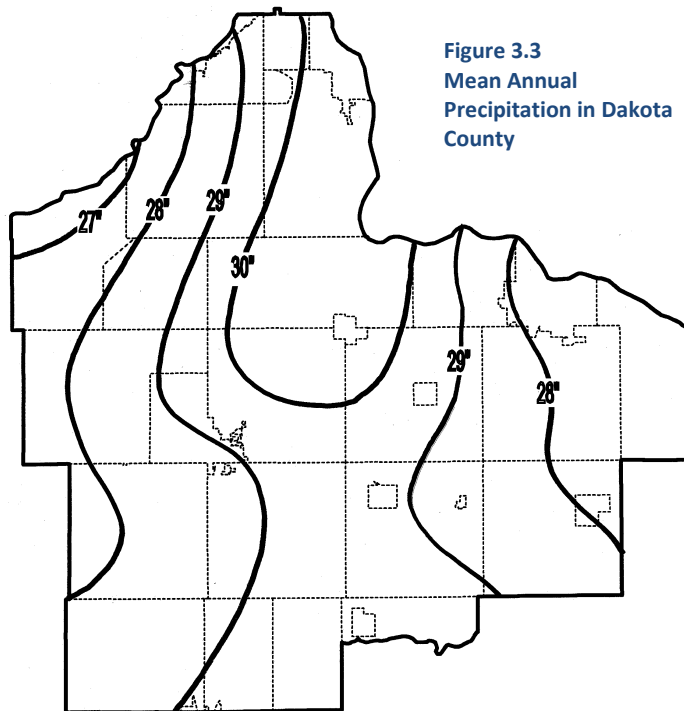 Figure 3.3
Mean Annual
Precipitation in Dakota
County
27"
28"
29"
30"
29"
28"